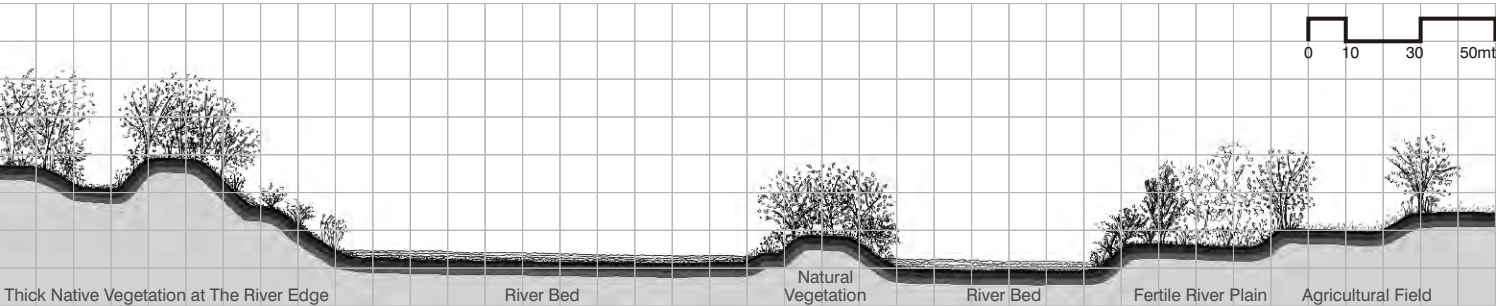 0 10 30 50mt
Thick Native Vegetation at The River Edge
River Bed
Natural
Vegetation
River Bed
Fertile River Plain
Agricultural Field